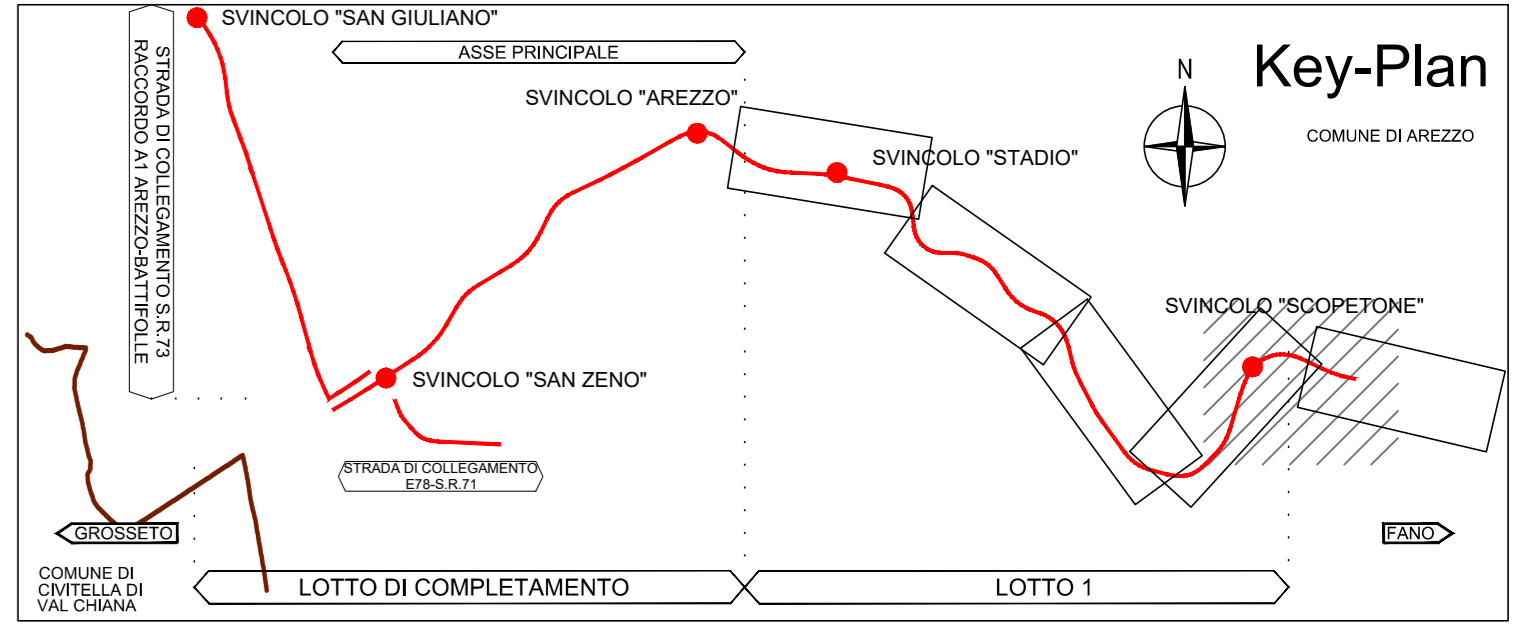 SVINCOLO "SAN GIULIANO"
STRADA DI COLLEGAMENTO S.R.73
RACCORDO A1 AREZZO-BATTIFOLLE
ASSE PRINCIPALE
Key-Plan
N
SVINCOLO "AREZZO"
COMUNE DI AREZZO
SVINCOLO "STADIO"
SVINCOLO "SCOPETONE"
SVINCOLO "SAN ZENO"
STRADA DI COLLEGAMENTO
E78-S.R.71
GROSSETO
FANO
COMUNE DI
CIVITELLA DI
VAL CHIANA
LOTTO DI COMPLETAMENTO
LOTTO 1